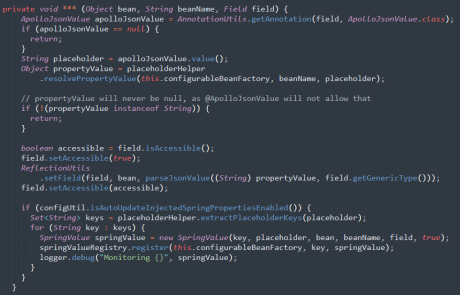 private void *** (Object bean, String beanName, Field field) {
ApolloJsonValue apolloJsonValue = AnnotationUtils.getAnnotation(field, ApolloJsonValue.class);
if (apolloJsonValue == null) {
return;
}
String placeholder = apolloJsonValue.value();
Object propertyValue = placeholderHelper
.resolvePropertyValue(this.configurableBeanFactory, beanName, placeholder);
// propertyValue will never be null, as @ApolloJsonValue will not allow that
if (!(propertyValue instanceof String)) {
return;
}
boolean accessible = field.isAccessible();
field.setAccessible(true);
ReflectionUtils
.setField(field, bean, parseJsonValue((String) propertyValue, field.getGenericType()));
field.setAccessible(accessible);
if (configUtil.isAutoUpdateInjectedSpringPropertiesEnabled()) {
Set<String> keys = placeholderHelper.extractPlaceholderKeys(placeholder);
for (String key : keys) {
SpringValue springValue = new SpringValue(key, placeholder, bean, beanName, field, true);
springValueRegistry.register(this.configurableBeanFactory, key, springValue);
logger.debug("Monitoring {}", springValue);
}
}
}